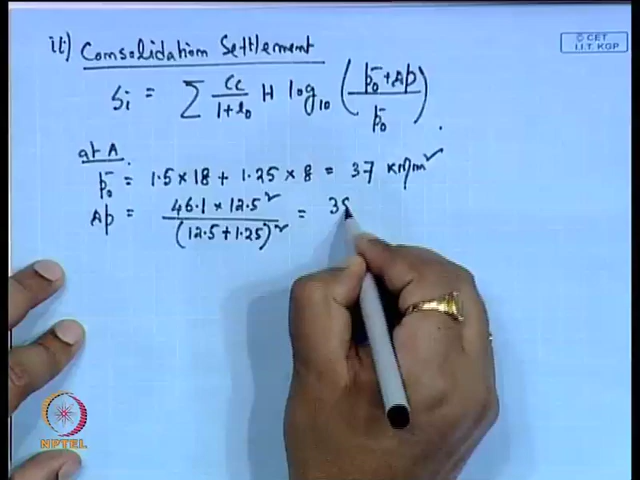 © CET
I.I.T. KGP
ii) Consolidation Settlement
Si = Σ Cc/(1+e₀) H log₁₀ ((p̄₀+Δp)/p̄₀).
at A.
p̄₀ = 1.5 × 18 + 1.25 × 8 = 37 kN/m²
Δp = 46.1 × 12.5²/(12.5+1.25)² = 38
NPTEL